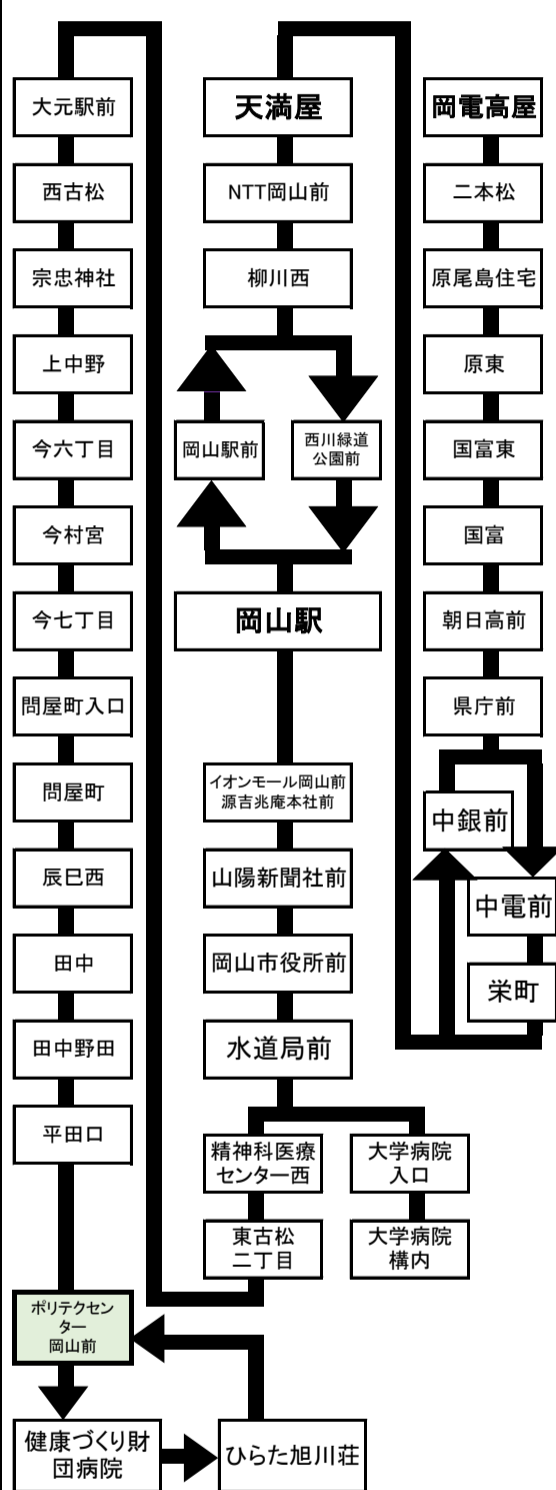 大元駅前
西古松
宗忠神社
上中野
今六丁目
今村宮
今七丁目
問屋町入口
問屋町
辰巳西
田中
田中野田
平田口
ポリテクセン
ター
岡山前
健康づくり財
団病院
ひらた旭川荘
天満屋
NTT岡山前
柳川西
岡山駅前
西川緑道
公園前
岡山駅
イオンモール岡山前
源吉兆庵本社前
山陽新聞社前
岡山市役所前
水道局前
精神科医療
センター西
東古松
二丁目
大学病院
入口
大学病院
構内
岡電高屋
二本松
原尾島住宅
原東
国富東
国富
朝日高前
県庁前
中銀前
中電前
栄町